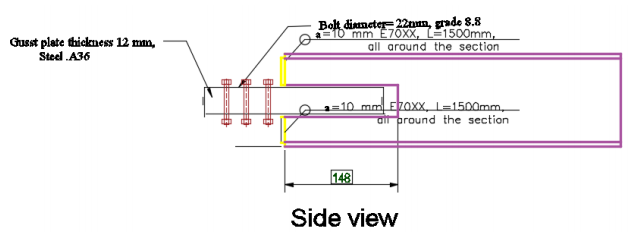 Bolt diameter= 22mm, grade 8.8
a=10 mm E70XX, L=1500mm,
all around the section
Gusst plate thickness 12 mm,
Steel .A36
a=10 mm E70XX, L=1500mm,
all around the section
148
Side view